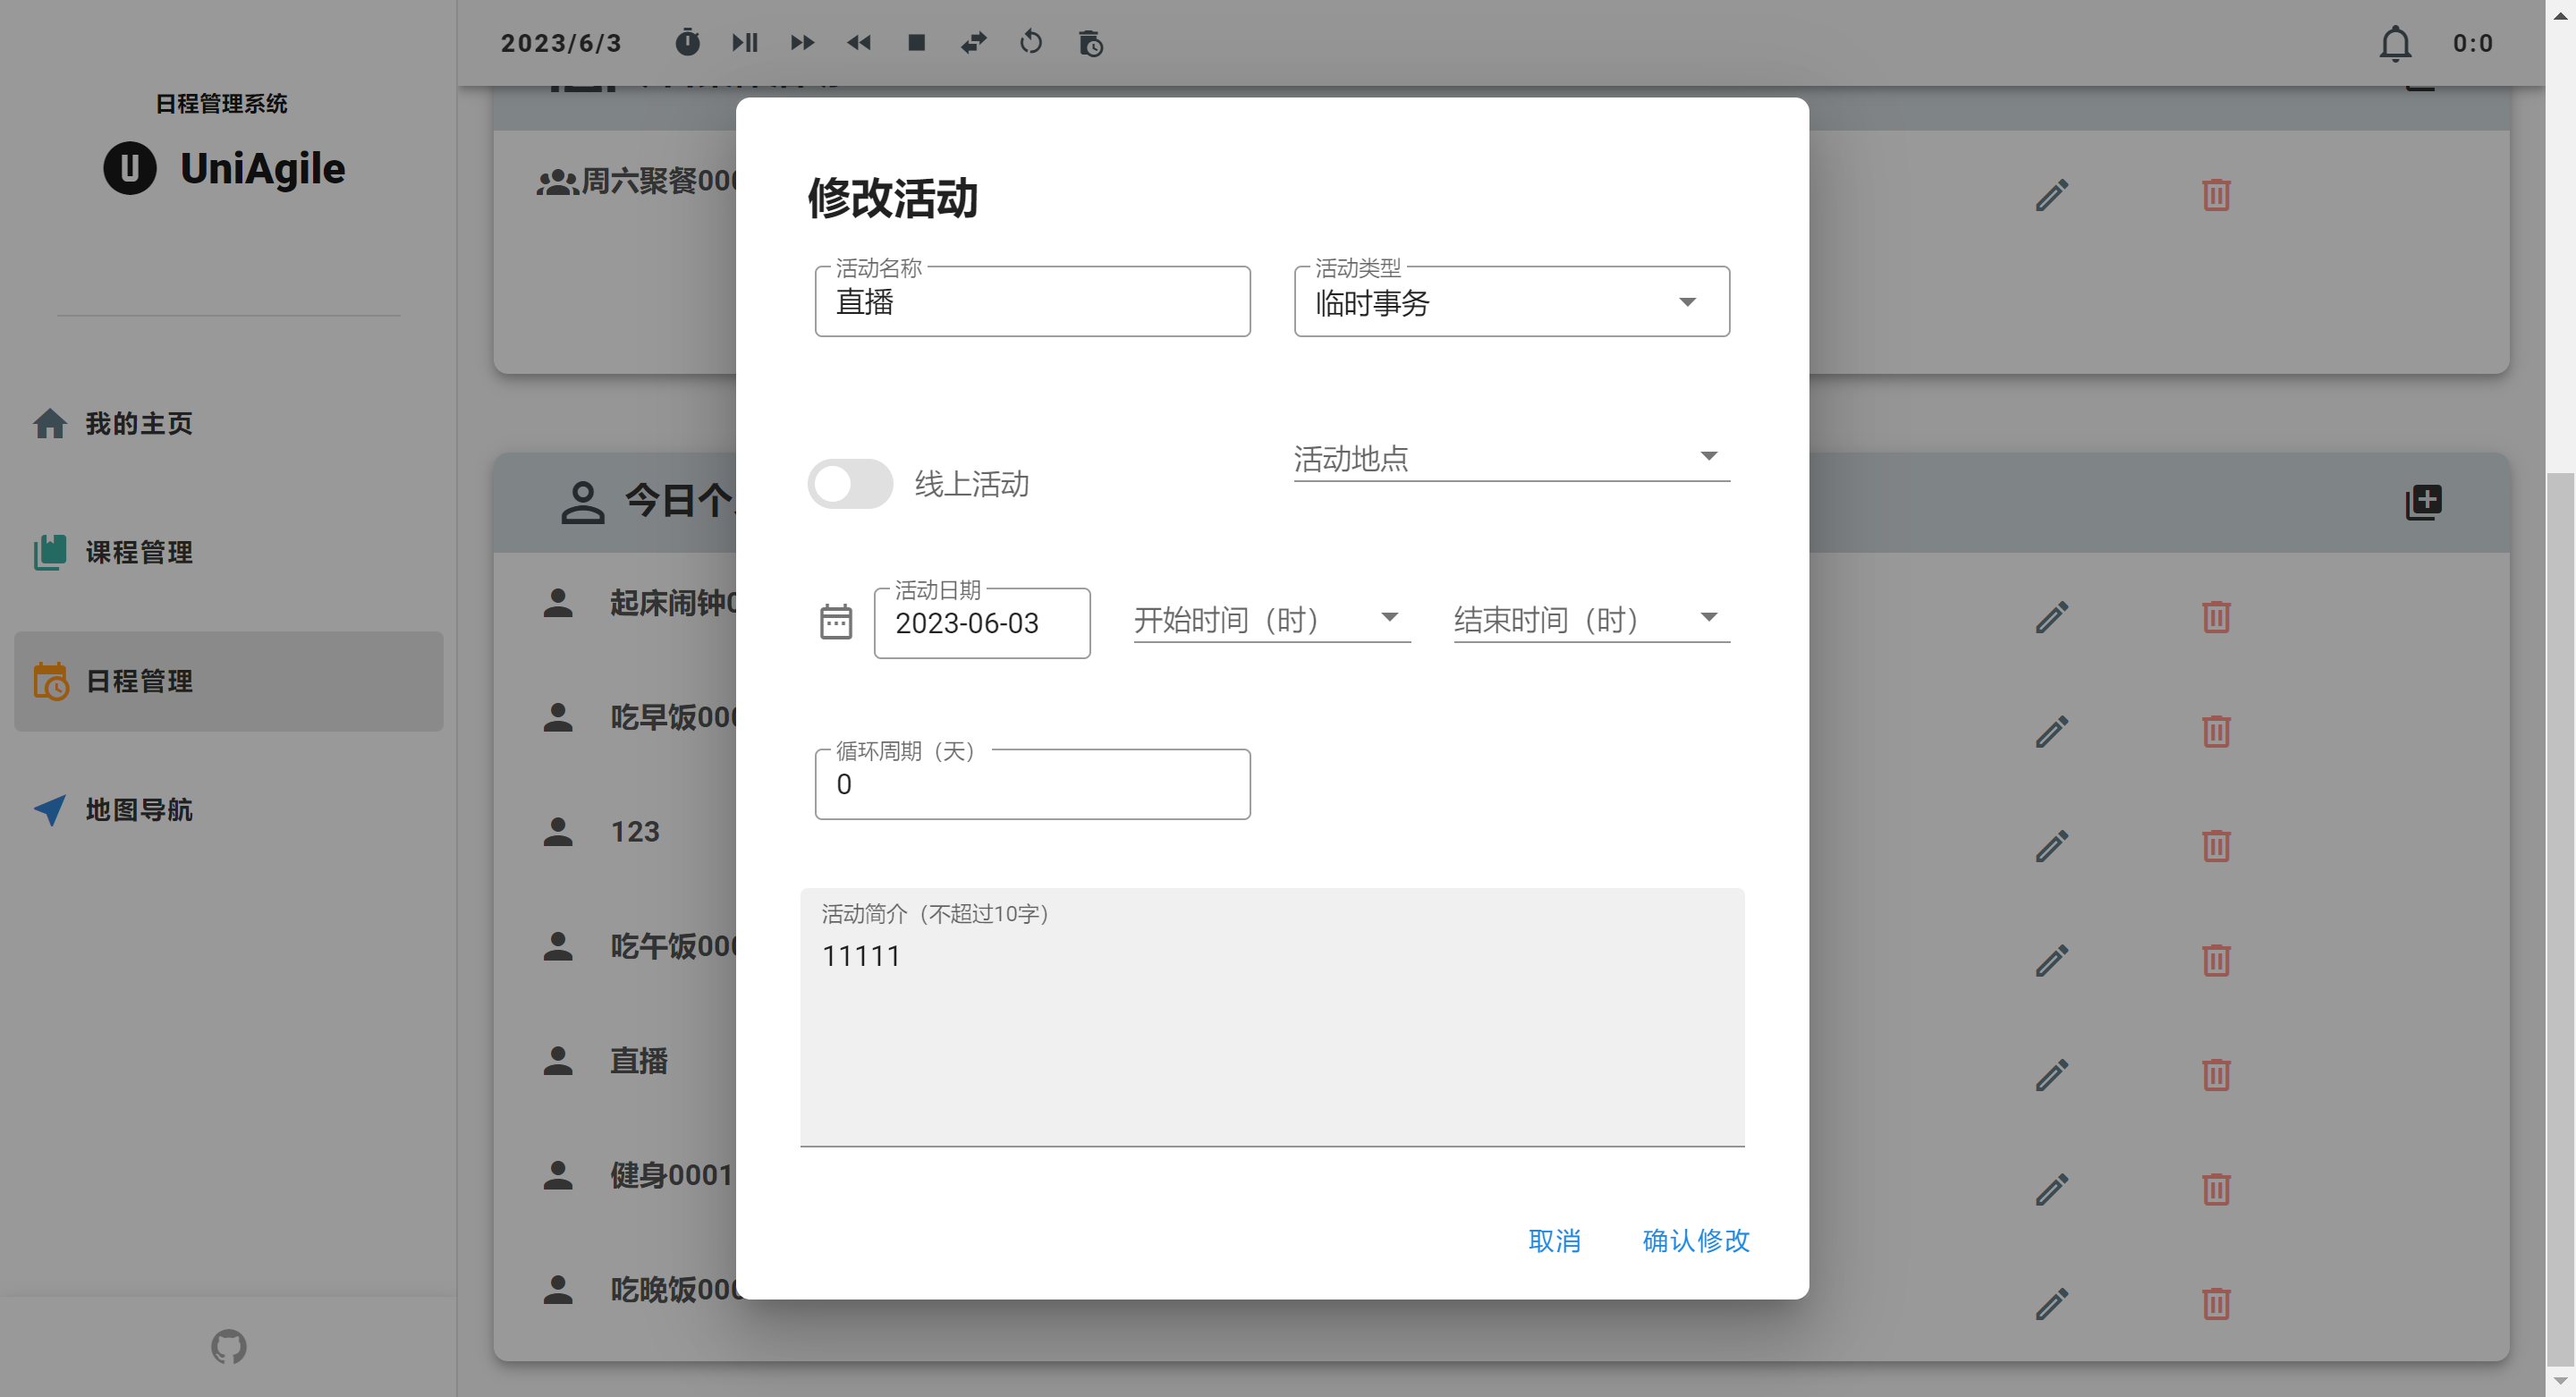 日程管理系统
UniAgile
我的主页
课程管理
日程管理
地图导航
2023/6/3
0:0
周六聚餐000
今日个
起床闹钟0
吃早饭000
123
吃午饭000
直播
健身0001
吃晚饭000
修改活动
活动名称
直播
活动类型
临时事务
线上活动
活动地点
活动日期
2023-06-03
开始时间（时）
结束时间（时）
循环周期（天）
0
活动简介（不超过10字）
11111
取消
确认修改